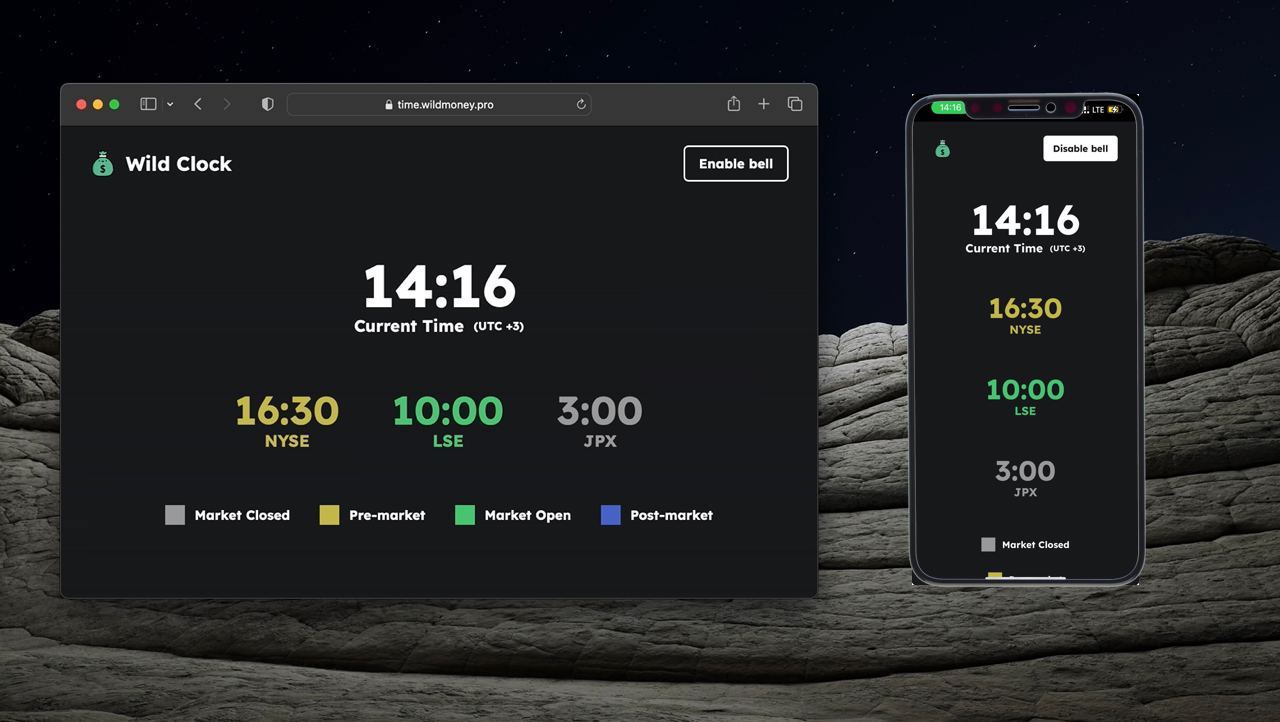 time.wildmoney.pro
Wild Clock
Enable bell
14:16
Current Time (UTC +3)
16:30 10:00 3:00
NYSE LSE JPX
Market Closed Pre-market Market Open Post-market
14:16 LTE
Disable bell
14:16
Current Time (UTC +3)
16:30
NYSE
10:00
LSE
3:00
JPX
Market Closed